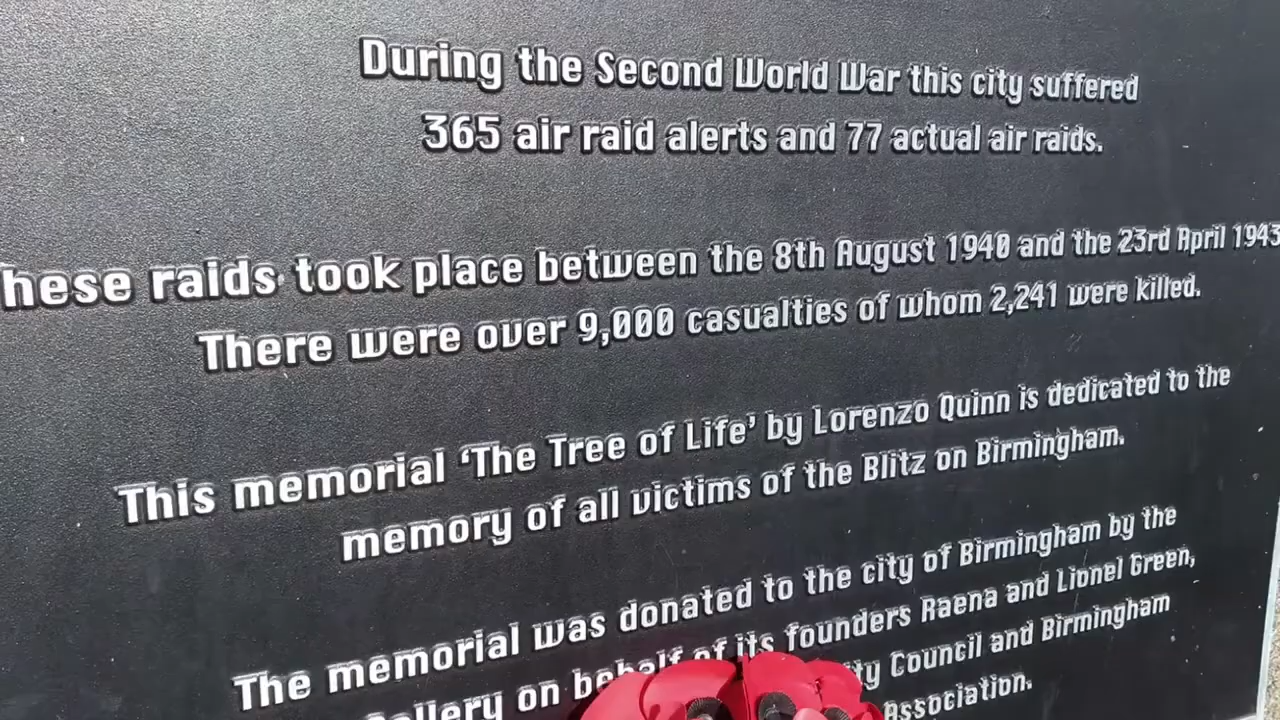 During the Second World War this city suffered
365 air raid alerts and 77 actual air raids.
hese raids took place between the 8th August 1940 and the 23rd April 1943
There were over 9,000 casualties of whom 2,241 were killed.
This memorial ‘The Tree of Life’ by Lorenzo Quinn is dedicated to the
memory of all victims of the Blitz on Birmingham.
The memorial was donated to the city of Birmingham by the
allery on behalf of its founders Raena and Lionel Green,
ty Council and Birmingham
Association.